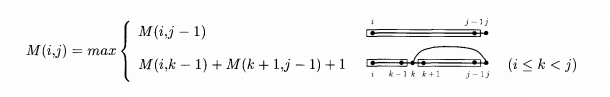 i j−1 j
M(i,j − 1)
M(i,j) = max
M(i,k − 1) + M(k + 1,j − 1) + 1 (i ≤ k < j)
i k−1 k k+1 j−1 j